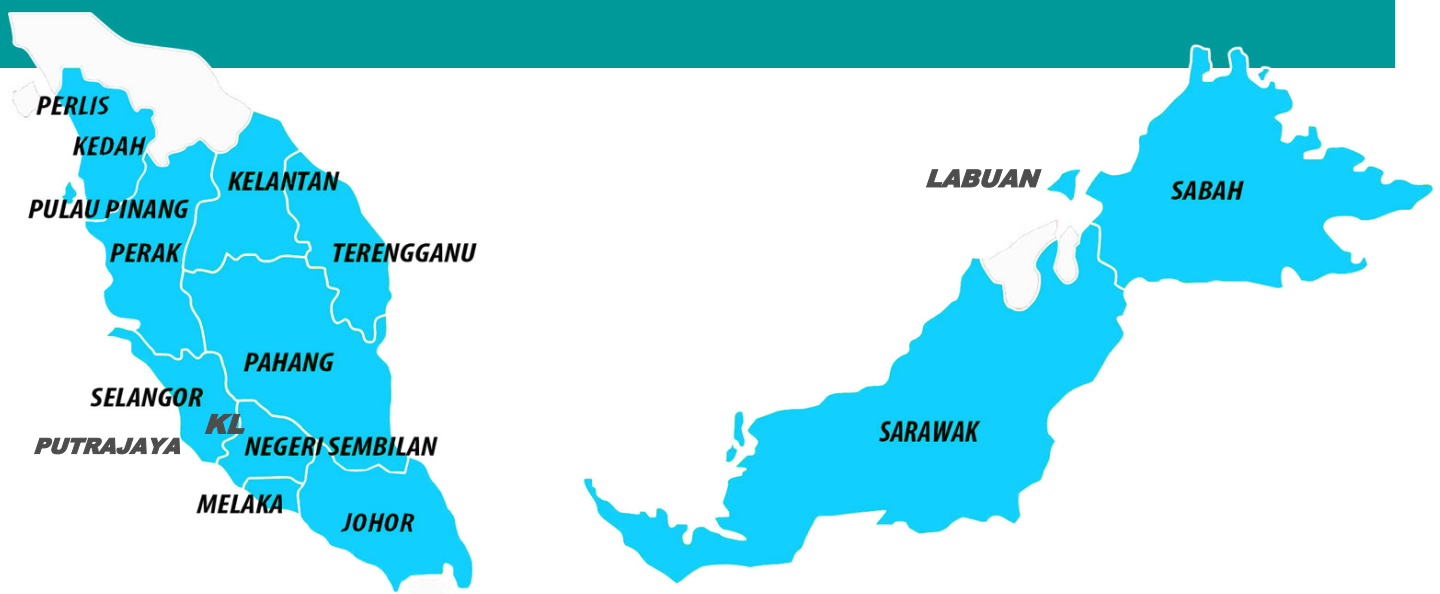 PERLIS
KEDAH
KELANTAN
PULAU PINANG
PERAK
TERENGGANU
PAHANG
SELANGOR
KL
PUTRAJAYA
NEGERI SEMBILAN
MELAKA
JOHOR
LABUAN
SABAH
SARAWAK